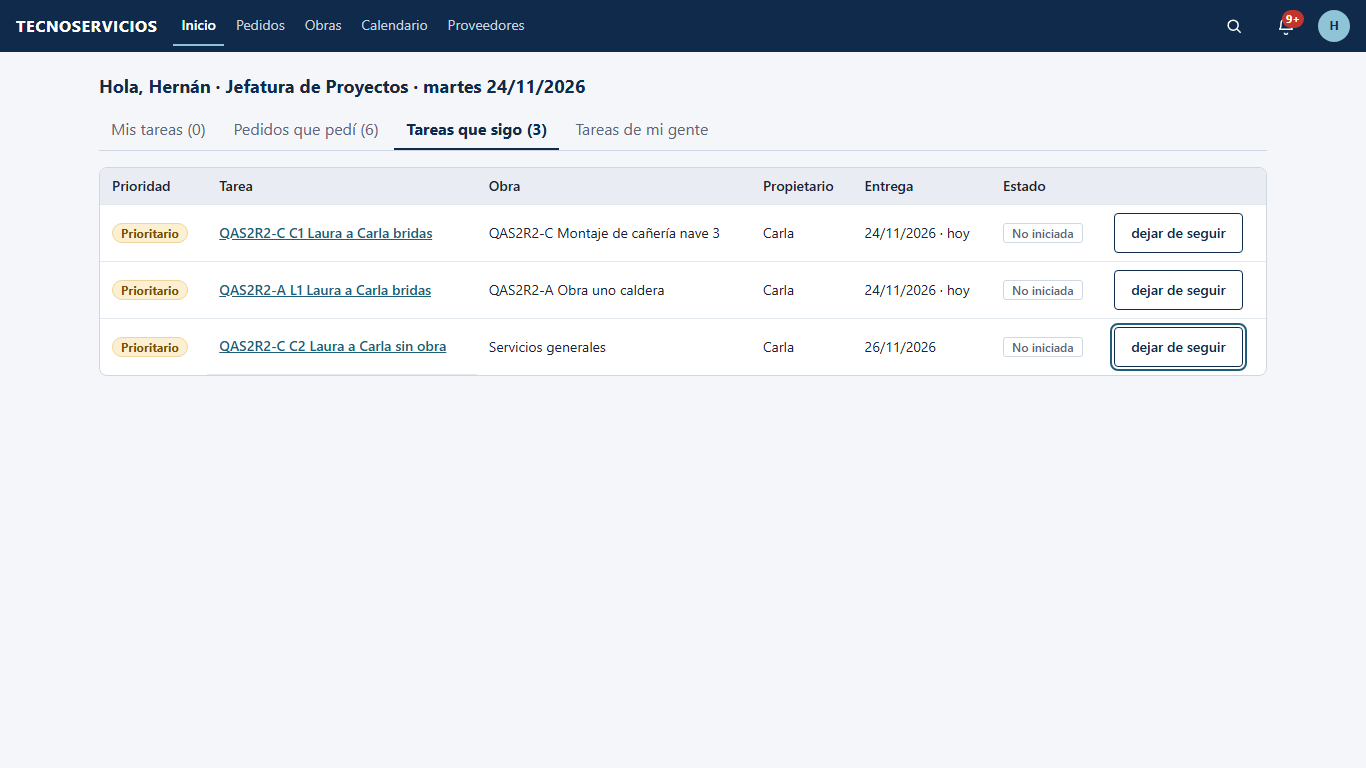 TECNOSERVICIOS Inicio Pedidos Obras Calendario Proveedores 9+ H
Hola, Hernán · Jefatura de Proyectos · martes 24/11/2026
Mis tareas (0) Pedidos que pedí (6) Tareas que sigo (3) Tareas de mi gente
Prioridad Tarea Obra Propietario Entrega Estado
Prioritario QAS2R2-C C1 Laura a Carla bridas QAS2R2-C Montaje de cañería nave 3 Carla 24/11/2026 · hoy No iniciada dejar de seguir
Prioritario QAS2R2-A L1 Laura a Carla bridas QAS2R2-A Obra uno caldera Carla 24/11/2026 · hoy No iniciada dejar de seguir
Prioritario QAS2R2-C C2 Laura a Carla sin obra Servicios generales Carla 26/11/2026 No iniciada dejar de seguir